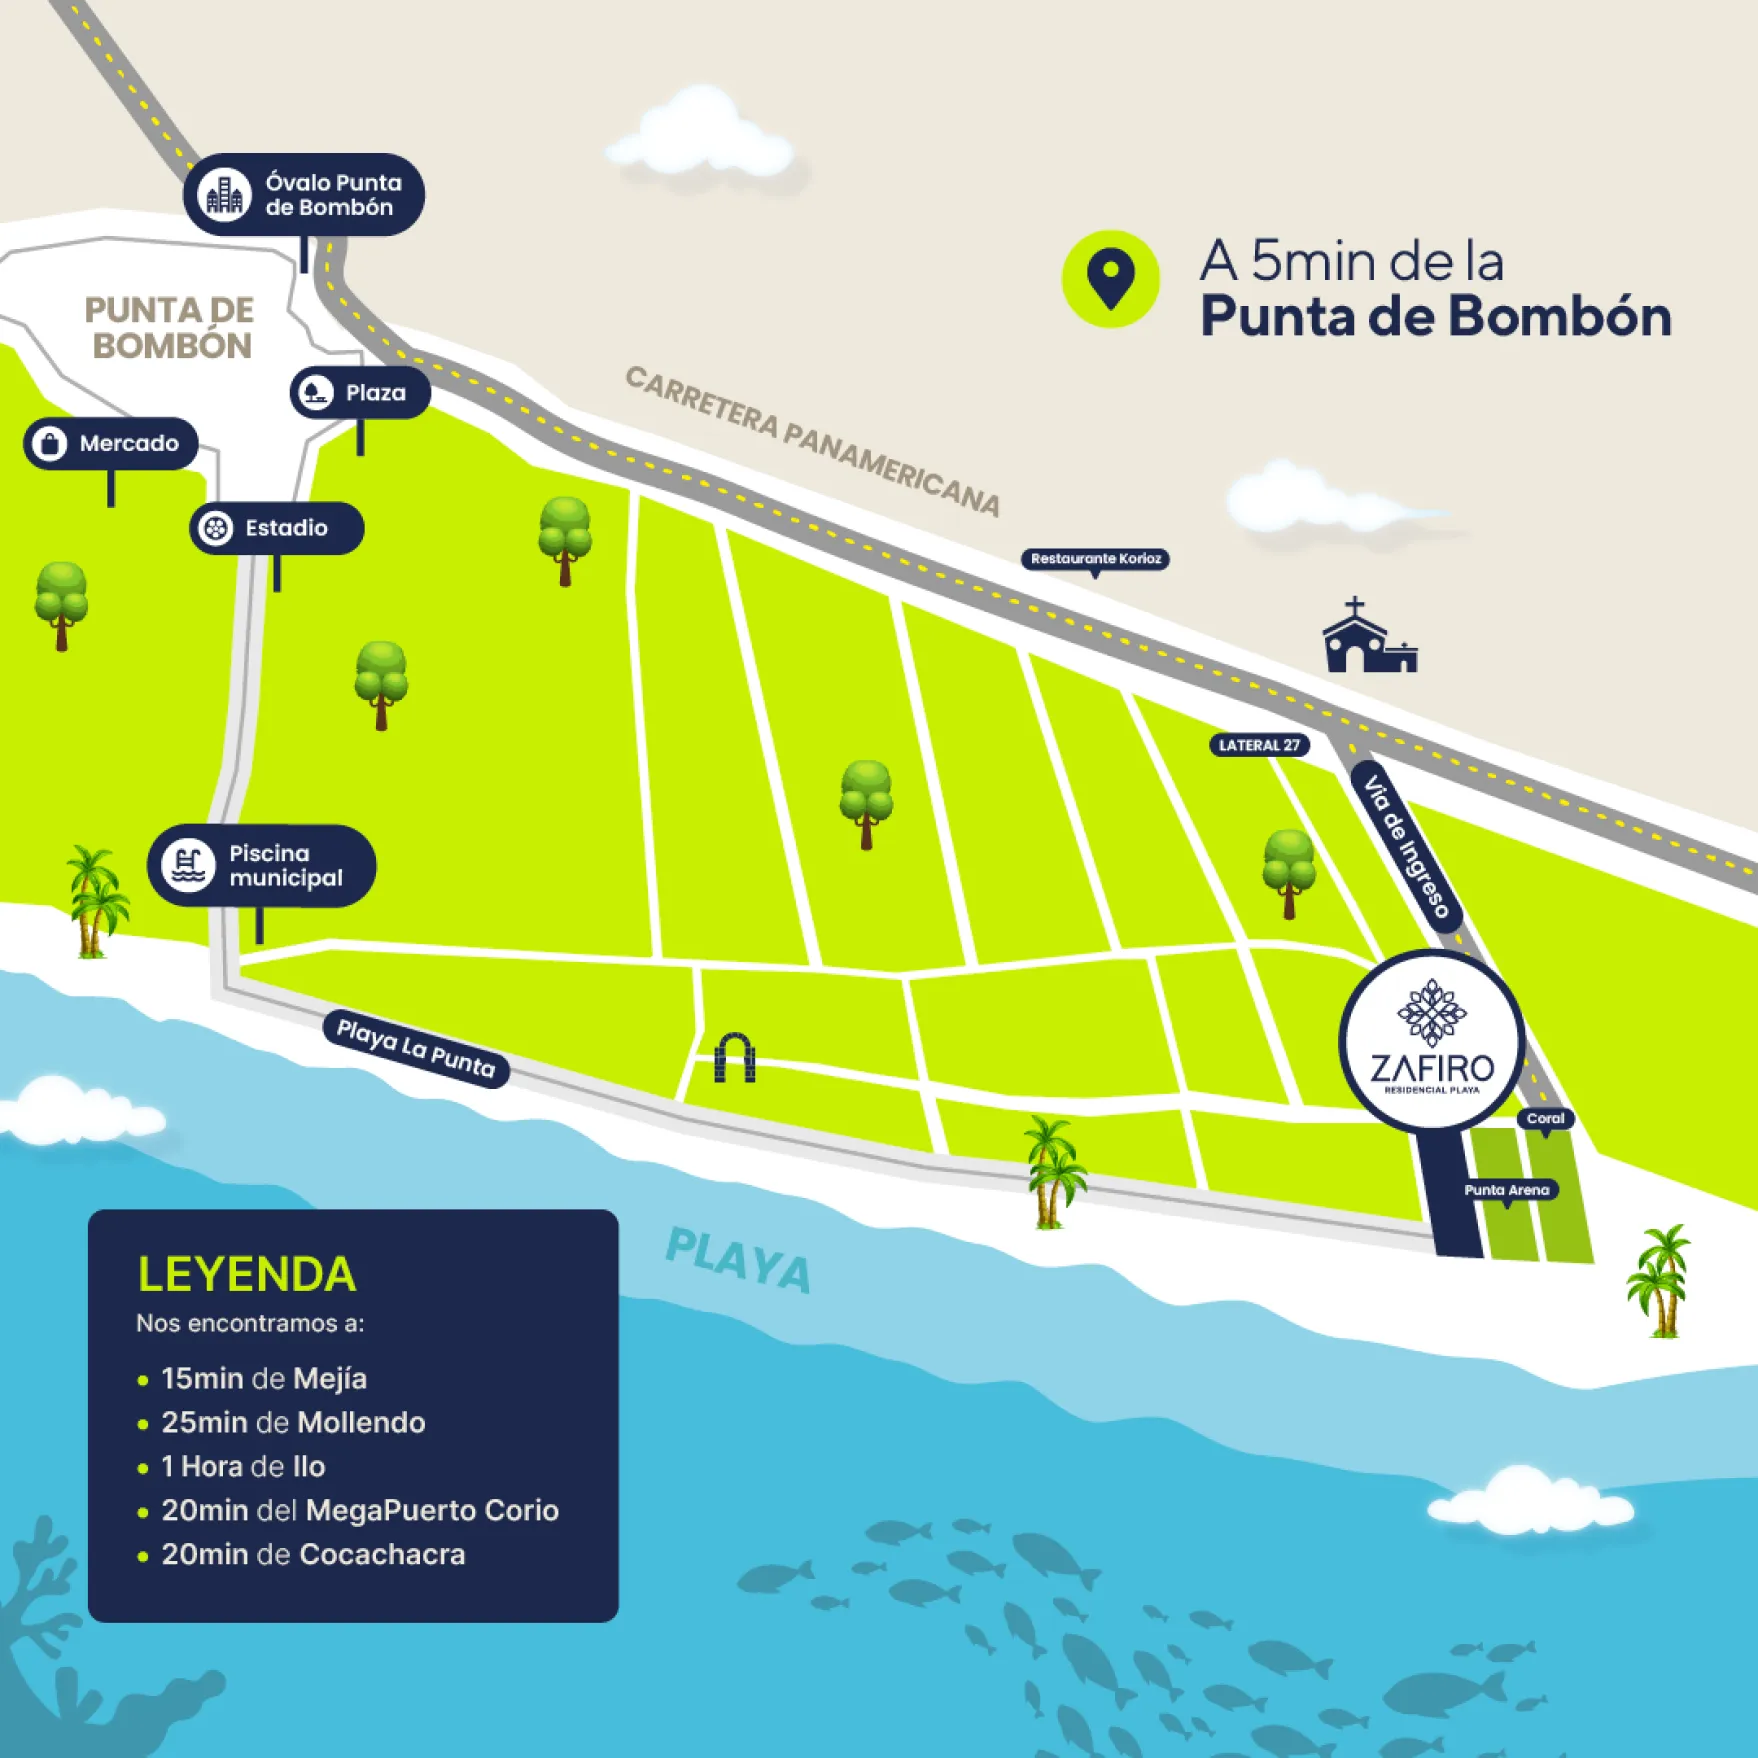 Óvalo Punta
de Bombón
A 5min de la
Punta de Bombón
PUNTA DE
BOMBÓN
Plaza
CARRETERA PANAMERICANA
Mercado
Estadio
Restaurante Korioz
LATERAL 27
Via de Ingreso
Piscina
municipal
Playa La Punta
ZAFIRO
RESIDENCIAL PLAYA
Coral
Punta Arena
PLAYA
LEYENDA
Nos encontramos a:
• 15min de Mejía
• 25min de Mollendo
• 1 Hora de Ilo
• 20min del MegaPuerto Corio
• 20min de Cocachacra